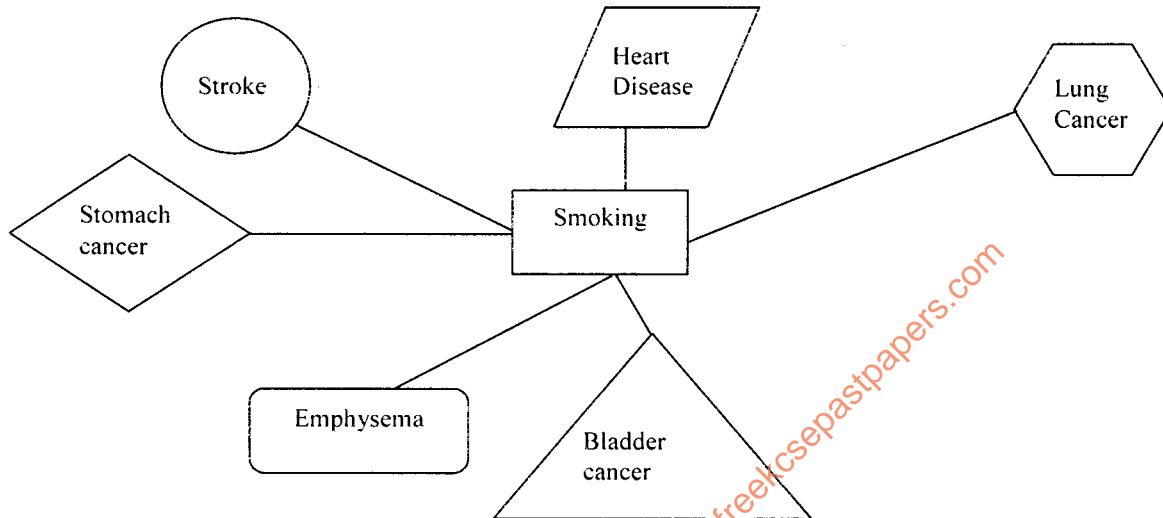 Heart
Disease
Stroke
Lung
Cancer
Smoking
Stomach
cancer
Emphysema
Bladder
cancer
freekcsepastpapers.com